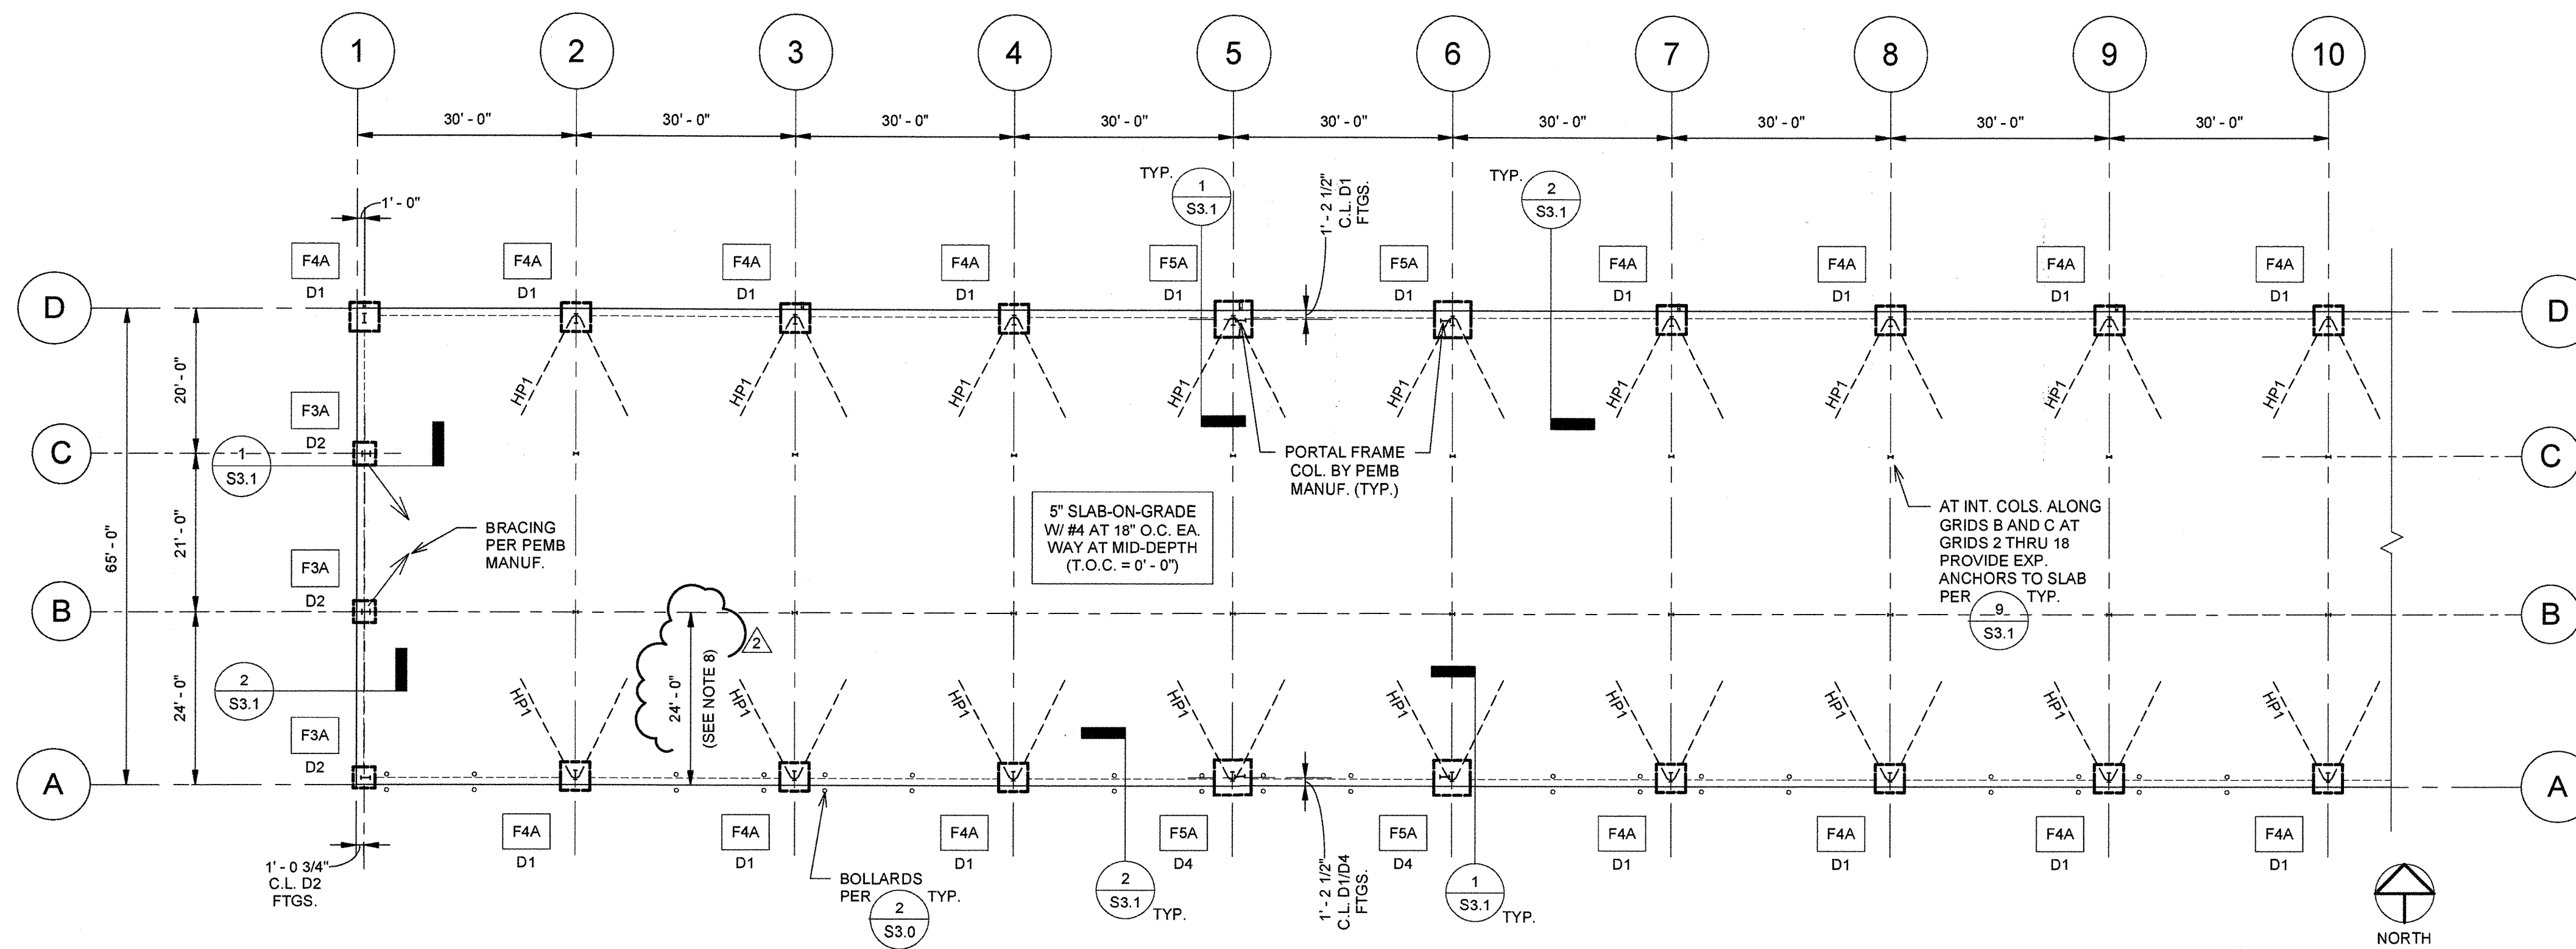 1 2 3 4 5 6 7 8 9 10
30' - 0" 30' - 0" 30' - 0" 30' - 0" 30' - 0" 30' - 0" 30' - 0" 30' - 0" 30' - 0"
1' - 0"
TYP.
1
S3.1
1' - 2 1/2"
C.L. D1
FTGS.
TYP.
2
S3.1
F4A F4A F4A F4A F5A F5A F4A F4A F4A F4A
D1 D1 D1 D1 D1 D1 D1 D1 D1 D1
D D
HP1 HP1 HP1 HP1 HP1 HP1 HP1 HP1 HP1
20' - 0"
F3A
D2
C C
1
S3.1
PORTAL FRAME
COL. BY PEMB
MANUF. (TYP.)
5" SLAB-ON-GRADE
W/ #4 AT 18" O.C. EA.
WAY AT MID-DEPTH
(T.O.C. = 0' - 0")
AT INT. COLS. ALONG
GRIDS B AND C AT
GRIDS 2 THRU 18
PROVIDE EXP.
ANCHORS TO SLAB
PER TYP.
9
S3.1
65' - 0"
21' - 0"
BRACING
PER PEMB
MANUF.
F3A
D2
B B
2
24' - 0"
(SEE NOTE 8)
24' - 0"
2
S3.1
HP1 HP1 HP1 HP1 HP1 HP1 HP1 HP1 HP1
F3A
D2
A A
F4A F4A F4A F5A F5A F4A F4A F4A F4A
D1 D1 D1 D4 D4 D1 D1 D1 D1
1' - 0 3/4"
C.L. D2
FTGS.
BOLLARDS
PER TYP.
2
S3.0
2
S3.1
TYP.
1' - 2 1/2"
C.L. D1/D4
FTGS.
1
S3.1
TYP.
NORTH